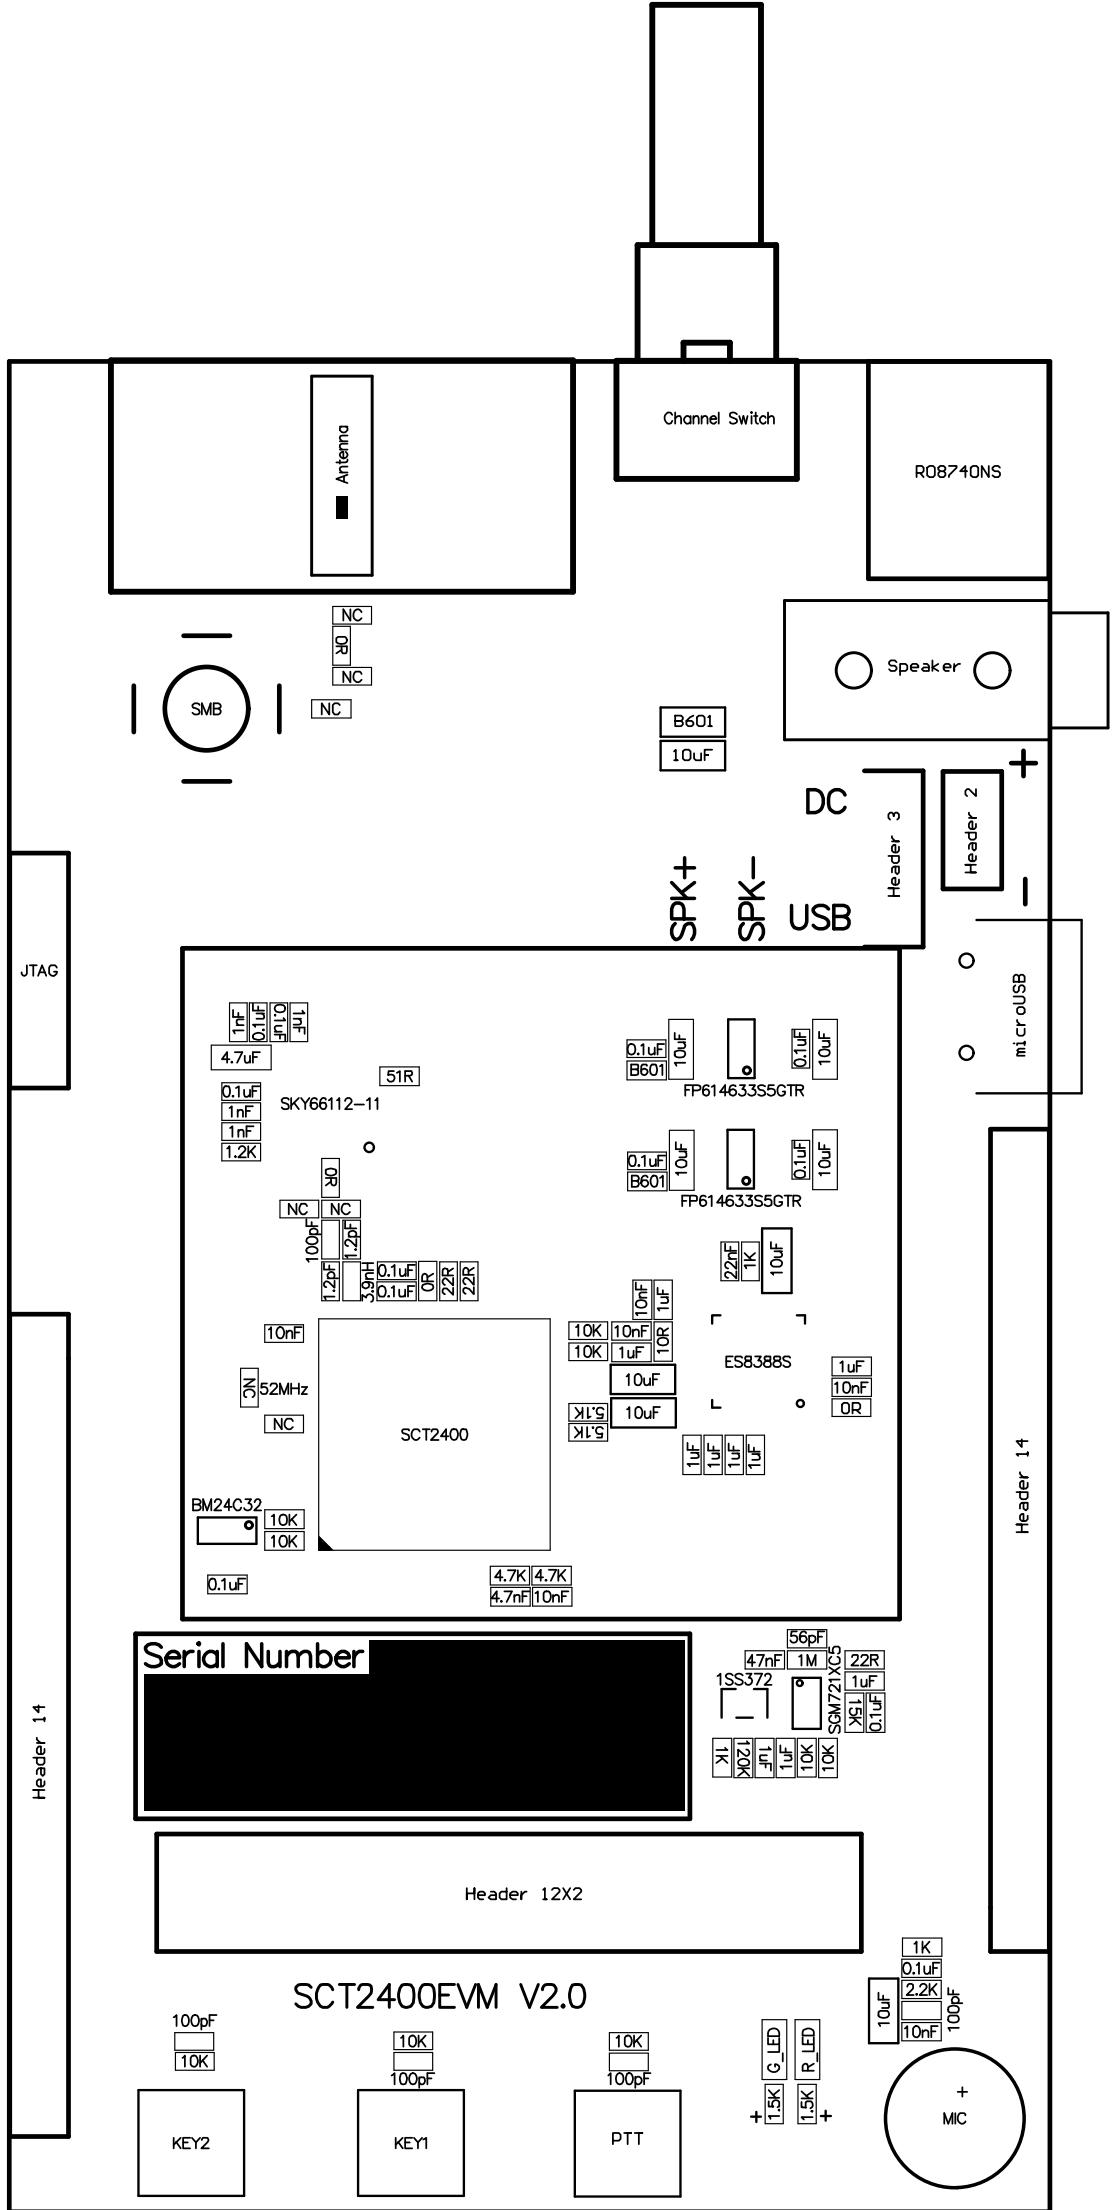 Channel Switch
R08740NS
Antenna
NC
0R
NC
NC
SMB
Speaker
B601
10uF
+
DC
Header 3
Header 2
-
SPK+
SPK-
USB
JTAG
microUSB
1nF
0.1uF
0.1uF
1nF
4.7uF
51R
0.1uF
1nF
1nF
1.2K
SKY66112-11
0.1uF
B601
10uF
0.1uF
10uF
FP614633S5GTR
0.1uF
B601
10uF
0.1uF
10uF
FP614633S5GTR
0R
NC
NC
100pF
1.2pF
1.2pF
3.9nH
0.1uF
0.1uF
0R
22R
22R
22nF
1K
10uF
10nF
1uF
10nF
10K
10nF
10R
10K
1uF
ES8388S
1uF
10nF
0R
10uF
10uF
5.1K
5.1K
NC
52MHz
NC
SCT2400
1uF
1uF
1uF
1uF
BM24C32
10K
10K
0.1uF
4.7K
4.7K
4.7nF
10nF
Header 14
Serial Number
56pF
47nF
1M
22R
1SS372
SGM721XC5
1uF
15K
0.1uF
1K
120K
1uF
1uF
10K
10K
Header 14
Header 12X2
SCT2400EVM V2.0
1K
0.1uF
2.2K
10uF
100pF
10nF
100pF
10K
10K
100pF
10K
100pF
G_LED
R_LED
+
1.5K
1.5K
+
+
MIC
KEY2
KEY1
PTT